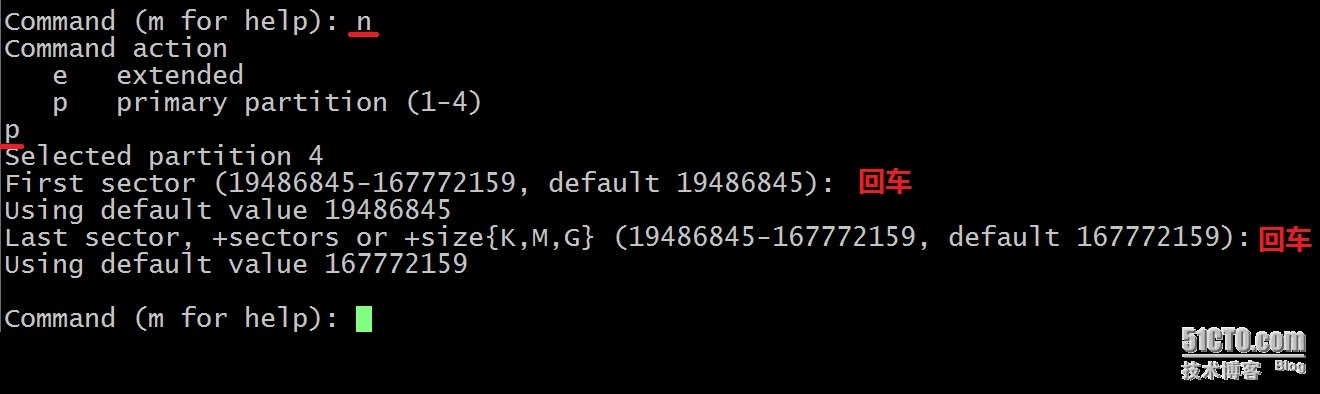 Command (m for help): n
Command action
   e   extended
   p   primary partition (1-4)
p
Selected partition 4
First sector (19486845-167772159, default 19486845): 回车
Using default value 19486845
Last sector, +sectors or +size{K,M,G} (19486845-167772159, default 167772159): 回车
Using default value 167772159
Command (m for help):
51CTO.com
技术博客 Blog